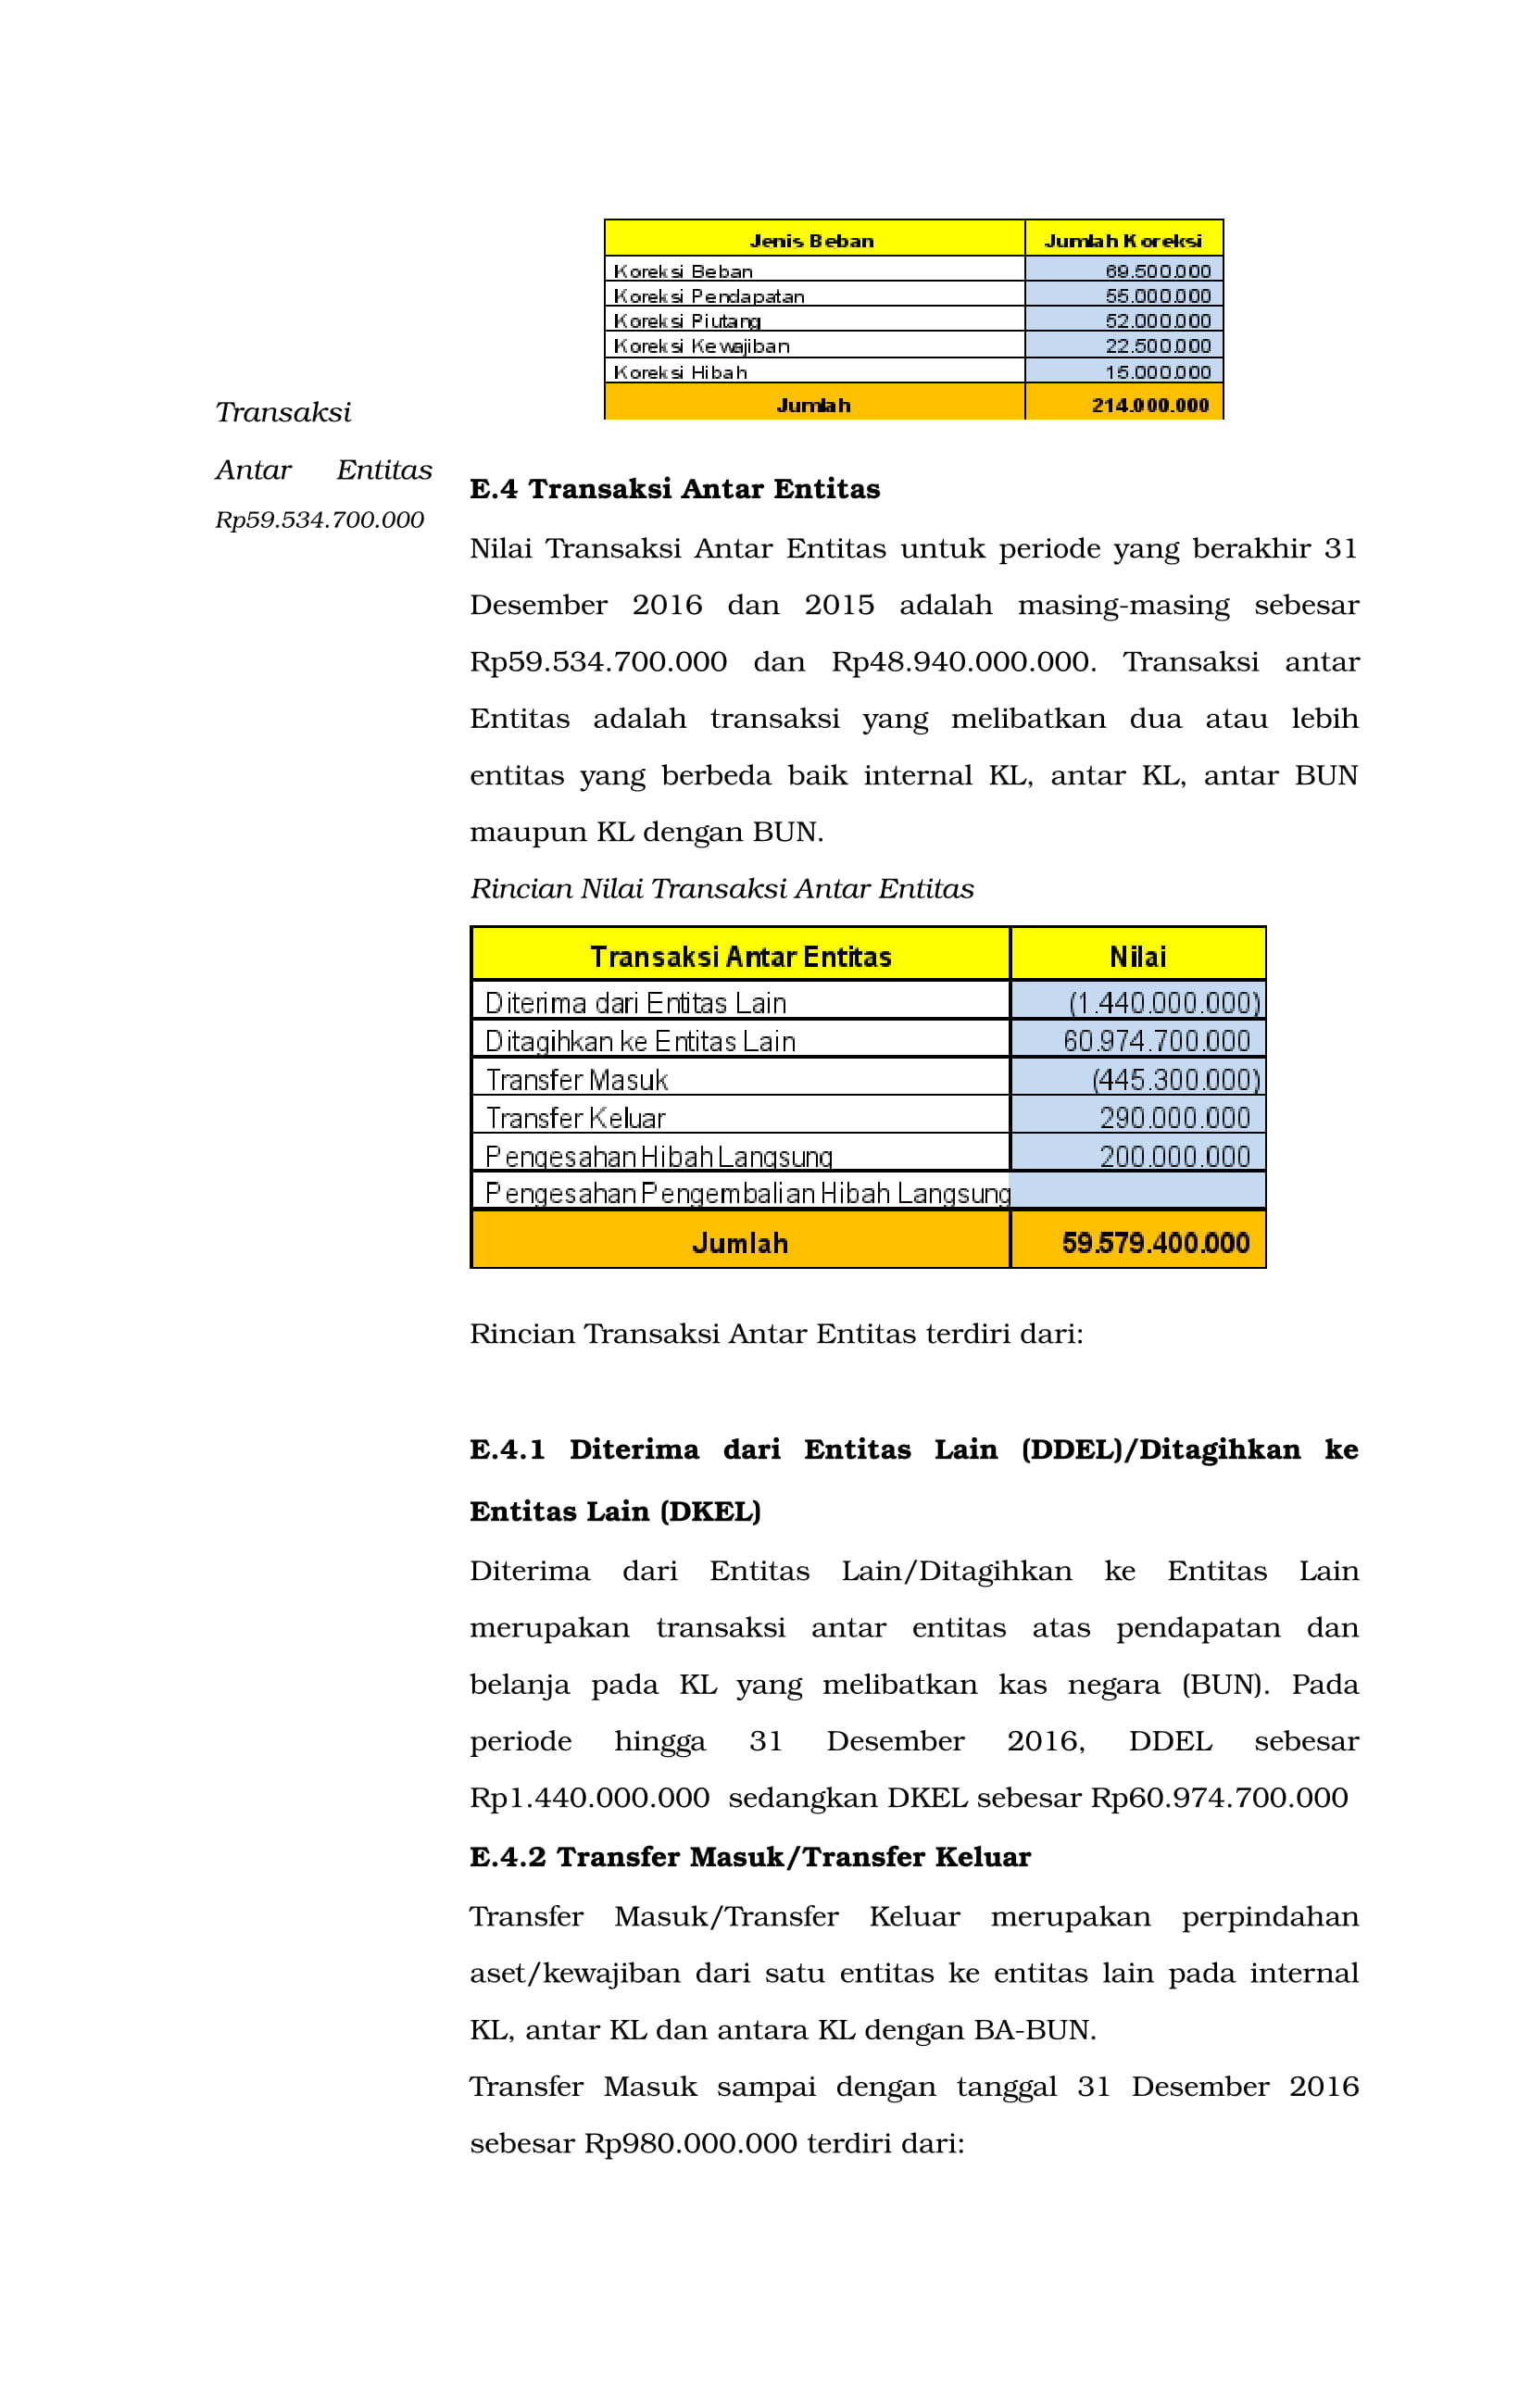 Jenis Beban Jumlah Koreksi
Koreksi Beban 69.500.000
Koreksi Pendapatan 55.000.000
Koreksi Piutang 52.000.000
Koreksi Kewajiban 22.500.000
Koreksi Hibah 15.000.000
Jumlah 214.000.000
Transaksi
Antar Entitas
Rp59.534.700.000
E.4 Transaksi Antar Entitas
Nilai Transaksi Antar Entitas untuk periode yang berakhir 31
Desember 2016 dan 2015 adalah masing-masing sebesar
Rp59.534.700.000 dan Rp48.940.000.000. Transaksi antar
Entitas adalah transaksi yang melibatkan dua atau lebih
entitas yang berbeda baik internal KL, antar KL, antar BUN
maupun KL dengan BUN.
Rincian Nilai Transaksi Antar Entitas
Transaksi Antar Entitas Nilai
Diterima dari Entitas Lain (1.440.000.000)
Ditagihkan ke Entitas Lain 60.974.700.000
Transfer Masuk (445.300.000)
Transfer Keluar 290.000.000
Pengesahan Hibah Langsung 200.000.000
Pengesahan Pengembalian Hibah Langsung
Jumlah 59.579.400.000
Rincian Transaksi Antar Entitas terdiri dari:
E.4.1 Diterima dari Entitas Lain (DDEL)/Ditagihkan ke
Entitas Lain (DKEL)
Diterima dari Entitas Lain/Ditagihkan ke Entitas Lain
merupakan transaksi antar entitas atas pendapatan dan
belanja pada KL yang melibatkan kas negara (BUN). Pada
periode hingga 31 Desember 2016, DDEL sebesar
Rp1.440.000.000 sedangkan DKEL sebesar Rp60.974.700.000
E.4.2 Transfer Masuk/Transfer Keluar
Transfer Masuk/Transfer Keluar merupakan perpindahan
aset/kewajiban dari satu entitas ke entitas lain pada internal
KL, antar KL dan antara KL dengan BA-BUN.
Transfer Masuk sampai dengan tanggal 31 Desember 2016
sebesar Rp980.000.000 terdiri dari: